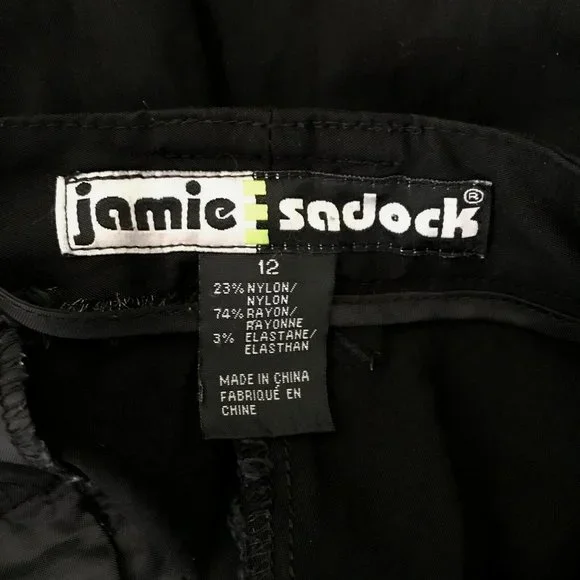 jamie sadock®
12
23% NYLON/
NYLON
74% RAYON/
RAYONNE
3% ELASTANE/
ELASTHAN
MADE IN CHINA
FABRIQUÉ EN
CHINE